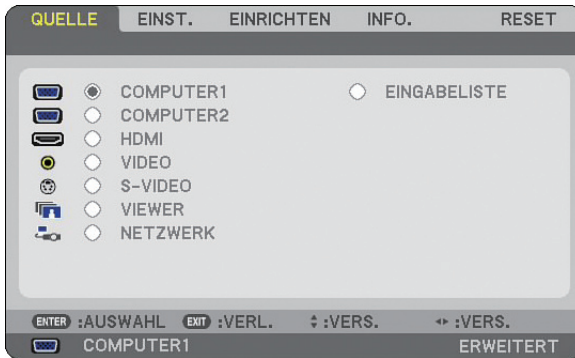 QUELLE EINST. EINRICHTEN INFO. RESET
COMPUTER1 EINGABELISTE
COMPUTER2
HDMI
VIDEO
S-VIDEO
VIEWER
NETZWERK
ENTER :AUSWAHL EXIT :VERL. :VERS. :VERS.
COMPUTER1 ERWEITERT